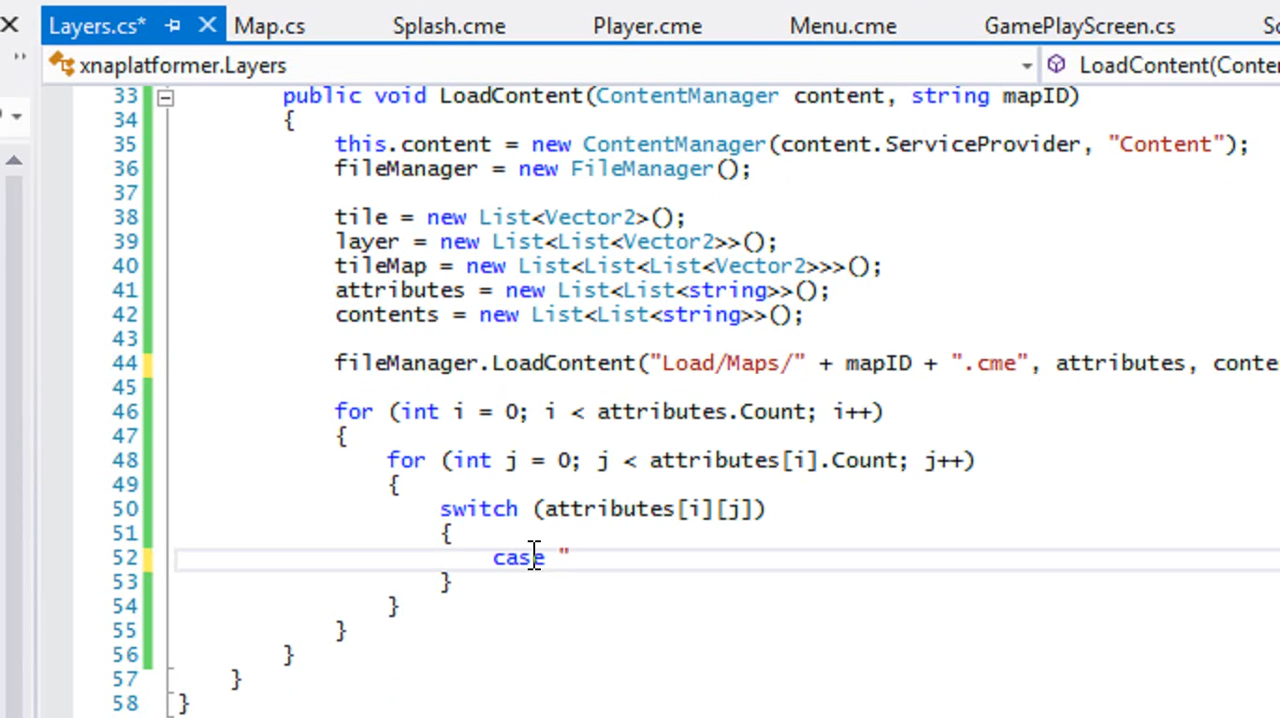 Layers.cs* Map.cs Splash.cme Player.cme Menu.cme GamePlayScreen.cs
xnaplatformer.Layers LoadContent(Conter
33 public void LoadContent(ContentManager content, string mapID)
34 {
35 this.content = new ContentManager(content.ServiceProvider, "Content");
36 fileManager = new FileManager();
37
38 tile = new List<Vector2>();
39 layer = new List<List<Vector2>>();
40 tileMap = new List<List<List<Vector2>>>();
41 attributes = new List<List<string>>();
42 contents = new List<List<string>>();
43
44 fileManager.LoadContent("Load/Maps/" + mapID + ".cme", attributes, conte
45
46 for (int i = 0; i < attributes.Count; i++)
47 {
48 for (int j = 0; j < attributes[i].Count; j++)
49 {
50 switch (attributes[i][j])
51 {
52 case "
53 }
54 }
55 }
56 }
57 }
58 }